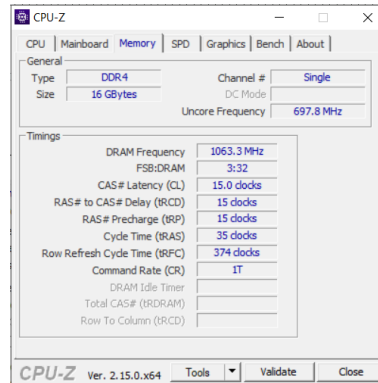 CPU-Z
CPU Mainboard Memory SPD Graphics Bench About
General
Type DDR4 Channel # Single
Size 16 GBytes DC Mode
Uncore Frequency 697.8 MHz
Timings
DRAM Frequency 1063.3 MHz
FSB:DRAM 3:32
CAS# Latency (CL) 15.0 clocks
RAS# to CAS# Delay (tRCD) 15 clocks
RAS# Precharge (tRP) 15 clocks
Cycle Time (tRAS) 35 clocks
Row Refresh Cycle Time (tRFC) 374 clocks
Command Rate (CR) 1T
DRAM Idle Timer
Total CAS# (tRDRAM)
Row To Column (tRCD)
CPU-Z Ver. 2.15.0.x64 Tools Validate Close